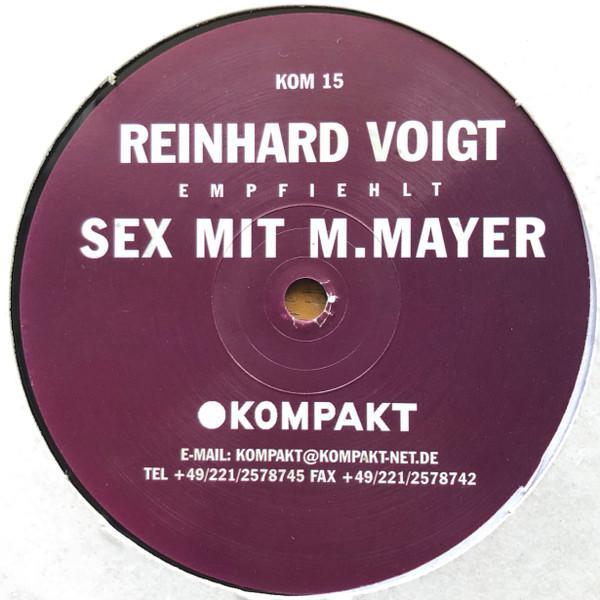 KOM 15
REINHARD VOIGT
EMPFIEHLT
SEX MIT M.MAYER
KOMPAKT
E-MAIL: KOMPAKT@KOMPAKT-NET.DE
TEL +49/221/2578745 FAX +49/221/2578742